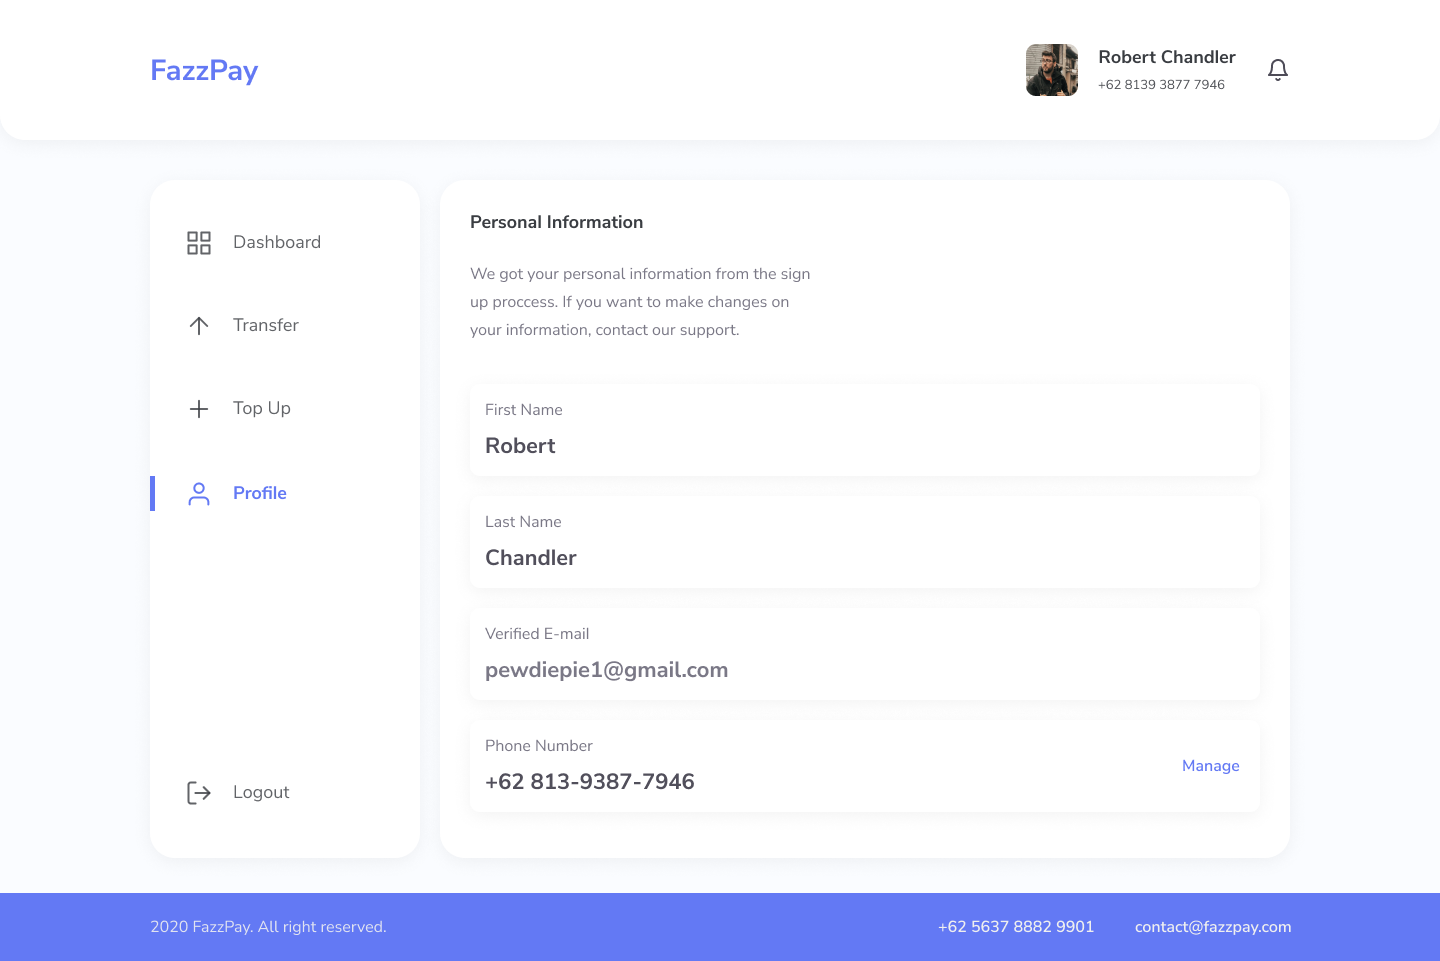 FazzPay
Robert Chandler
+62 8139 3877 7946
Dashboard
Transfer
Top Up
Profile
Logout
Personal Information
We got your personal information from the sign
up proccess. If you want to make changes on
your information, contact our support.
First Name
Robert
Last Name
Chandler
Verified E-mail
pewdiepie1@gmail.com
Phone Number
+62 813-9387-7946
Manage
2020 FazzPay. All right reserved.
+62 5637 8882 9901
contact@fazzpay.com